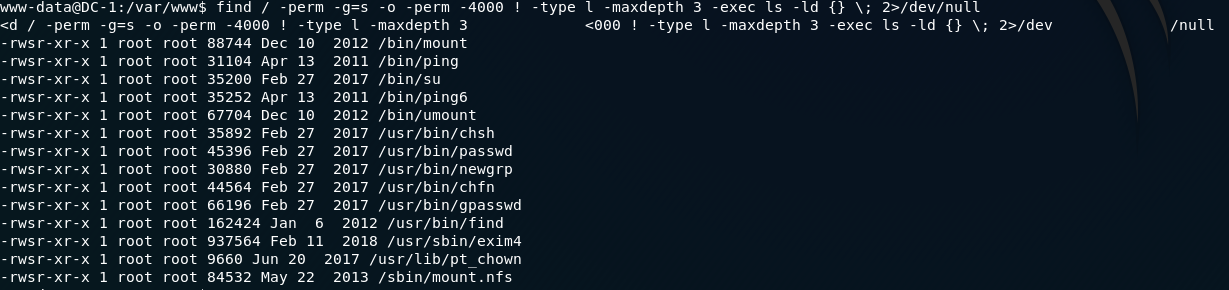 www-data@DC-1:/var/www$ find / -perm -g=s -o -perm -4000 ! -type l -maxdepth 3 -exec ls -ld {} \; 2>/dev/null
<d / -perm -g=s -o -perm -4000 ! -type l -maxdepth 3             <000 ! -type l -maxdepth 3 -exec ls -ld {} \; 2>/dev             /null
-rwsr-xr-x 1 root root 88744 Dec 10  2012 /bin/mount
-rwsr-xr-x 1 root root 31104 Apr 13  2011 /bin/ping
-rwsr-xr-x 1 root root 35200 Feb 27  2017 /bin/su
-rwsr-xr-x 1 root root 35252 Apr 13  2011 /bin/ping6
-rwsr-xr-x 1 root root 67704 Dec 10  2012 /bin/umount
-rwsr-xr-x 1 root root 35892 Feb 27  2017 /usr/bin/chsh
-rwsr-xr-x 1 root root 45396 Feb 27  2017 /usr/bin/passwd
-rwsr-xr-x 1 root root 30880 Feb 27  2017 /usr/bin/newgrp
-rwsr-xr-x 1 root root 44564 Feb 27  2017 /usr/bin/chfn
-rwsr-xr-x 1 root root 66196 Feb 27  2017 /usr/bin/gpasswd
-rwsr-xr-x 1 root root 162424 Jan  6  2012 /usr/bin/find
-rwsr-xr-x 1 root root 937564 Feb 11  2018 /usr/sbin/exim4
-rwsr-xr-x 1 root root 9660 Jun 20  2017 /usr/lib/pt_chown
-rwsr-xr-x 1 root root 84532 May 22  2013 /sbin/mount.nfs